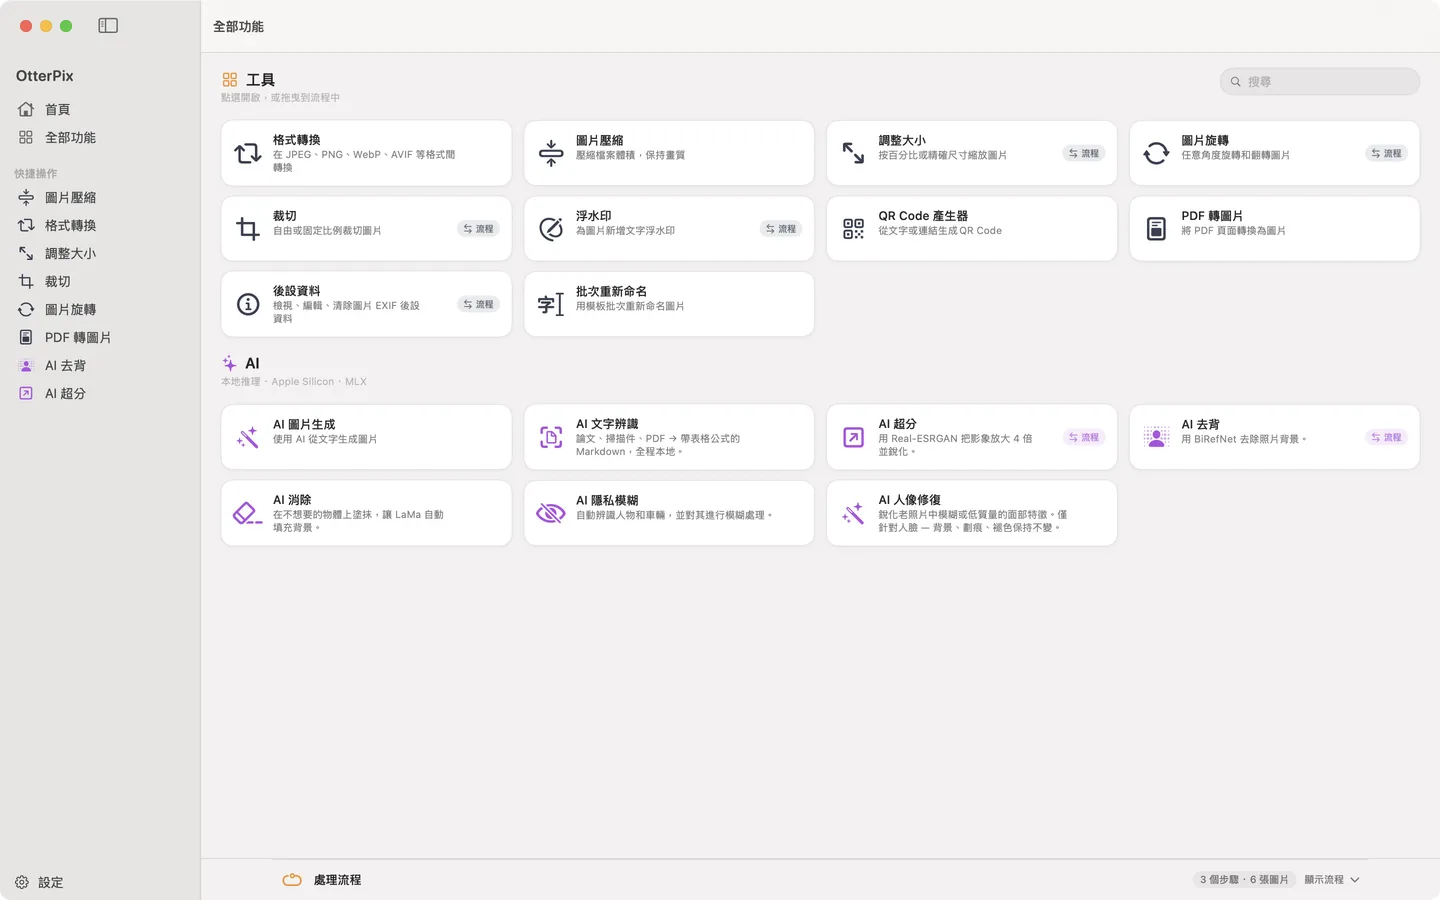 全部功能
OtterPix
首頁
全部功能
快捷操作
圖片壓縮
格式轉換
調整大小
裁切
圖片旋轉
PDF 轉圖片
AI 去背
AI 超分
設定
工具
點選開啟，或拖曳到流程中
搜尋
格式轉換
在 JPEG、PNG、WebP、AVIF 等格式間
轉換
圖片壓縮
壓縮檔案體積，保持畫質
調整大小
按百分比或精確尺寸縮放圖片
流程
圖片旋轉
任意角度旋轉和翻轉圖片
流程
裁切
自由或固定比例裁切圖片
流程
浮水印
為圖片新增文字浮水印
流程
QR Code 產生器
從文字或連結生成 QR Code
PDF 轉圖片
將 PDF 頁面轉換為圖片
後設資料
檢視、編輯、清除圖片 EXIF 後設
資料
流程
批次重新命名
用模板批次重新命名圖片
AI
本地推理 · Apple Silicon · MLX
AI 圖片生成
使用 AI 從文字生成圖片
AI 文字辨識
論文、掃描件、PDF → 帶表格公式的
Markdown，全程本地。
AI 超分
用 Real-ESRGAN 把影象放大 4 倍
並銳化。
流程
AI 去背
用 BiRefNet 去除照片背景。
流程
AI 消除
在不想要的物體上塗抹，讓 LaMa 自動
填充背景。
AI 隱私模糊
自動辨識人物和車輛，並對其進行模糊處理。
AI 人像修復
銳化老照片中模糊或低質量的面部特徵。僅
針對人臉 — 背景、劃痕、褪色保持不變。
處理流程
3 個步驟 · 6 張圖片
顯示流程